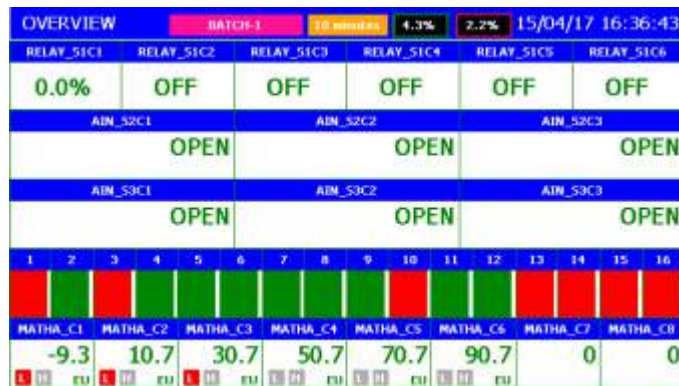 OVERVIEW BATCH-1 10 minutes 4.3% 2.2% 15/04/17 16:36:43
RELAY_S1C1 RELAY_S1C2 RELAY_S1C3 RELAY_S1C4 RELAY_S1C5 RELAY_S1C6
0.0% OFF OFF OFF OFF OFF
AIN_S2C1 AIN_S2C2 AIN_S2C3
OPEN OPEN OPEN
AIN_S3C1 AIN_S3C2 AIN_S3C3
OPEN OPEN OPEN
1 2 3 4 5 6 7 8 9 10 11 12 13 14 15 16
MATHA_C1 MATHA_C2 MATHA_C3 MATHA_C4 MATHA_C5 MATHA_C6 MATHA_C7 MATHA_C8
-9.3 10.7 30.7 50.7 70.7 90.7 0 0
L H EU L H EU L H EU L H EU L H EU L H EU